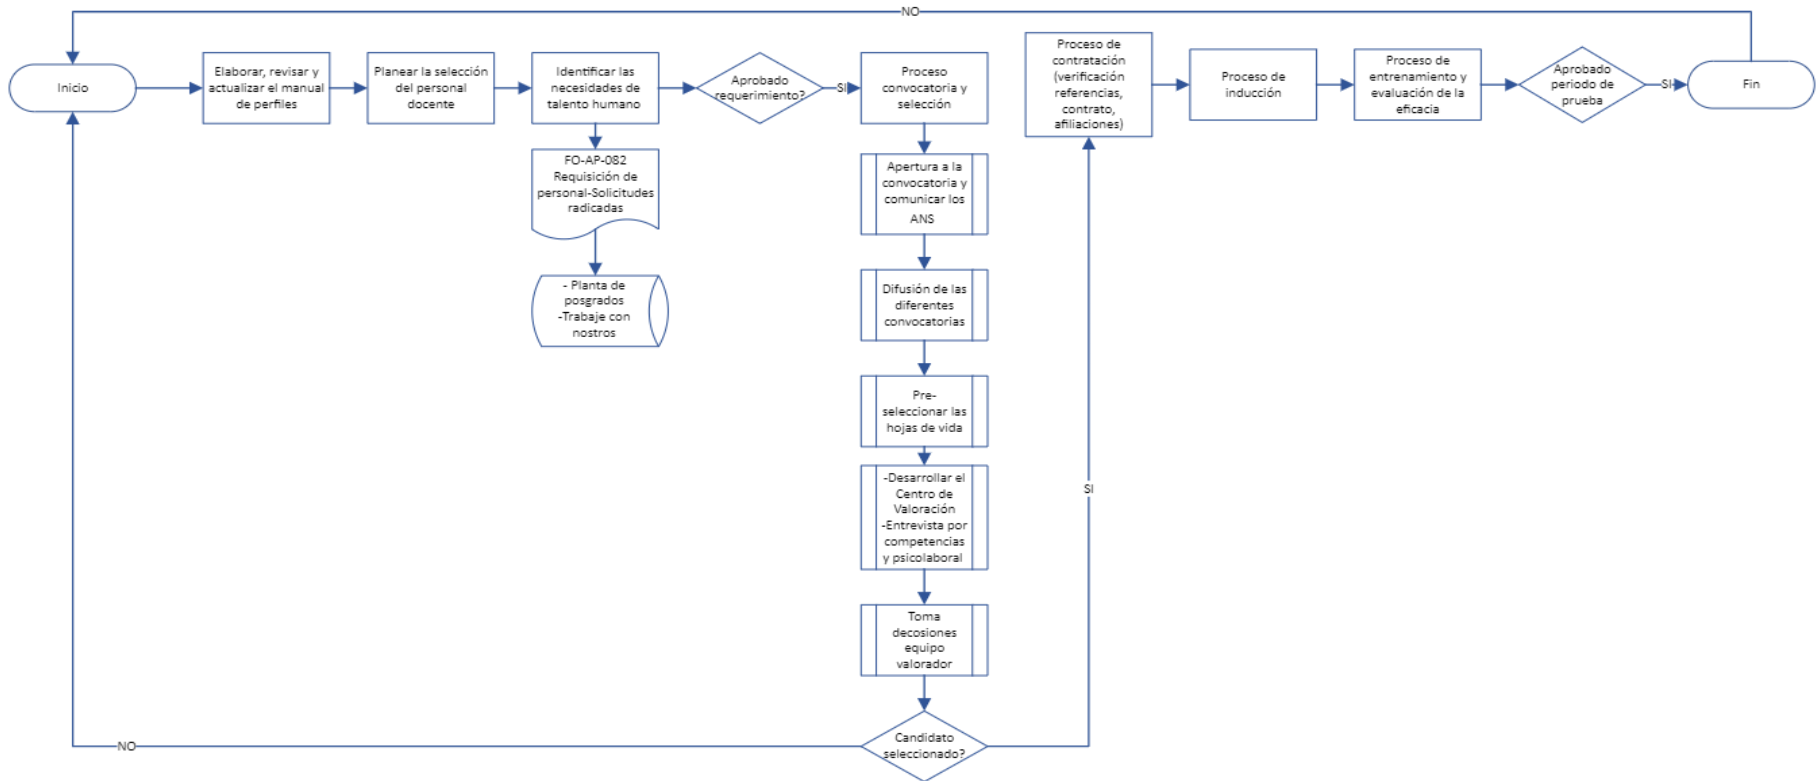 NO
Inicio
Elaborar, revisar y
actualizar el manual
de perfiles
Planear la selección
del personal
docente
Identificar las
necesidades de
talento humano
Aprobado
requerimiento?
SI
Proceso
convocatoria y
selección
FO-AP-082
Requisición de
personal-Solicitudes
radicadas
- Planta de
posgrados
-Trabaje con
nostros
Apertura a la
convocatoria y
comunicar los
ANS
Difusión de las
diferentes
convocatorias
Pre-
seleccionar las
hojas de vida
-Desarrollar el
Centro de
Valoración
-Entrevista por
competencias
y psicolaboral
Toma
decosiones
equipo
valorador
Candidato
seleccionado?
NO
SI
Proceso de
contratación
(verificación
referencias,
contrato,
afiliaciones)
Proceso de
inducción
Proceso de
entrenamiento y
evaluación de la
eficacia
Aprobado
periodo de
prueba
SI
Fin